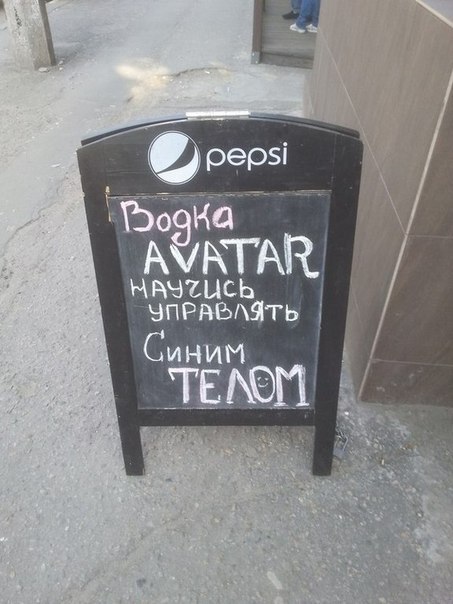 pepsi
Водка
AVATAR
научись
управлять
Синим
ТЕЛОМ